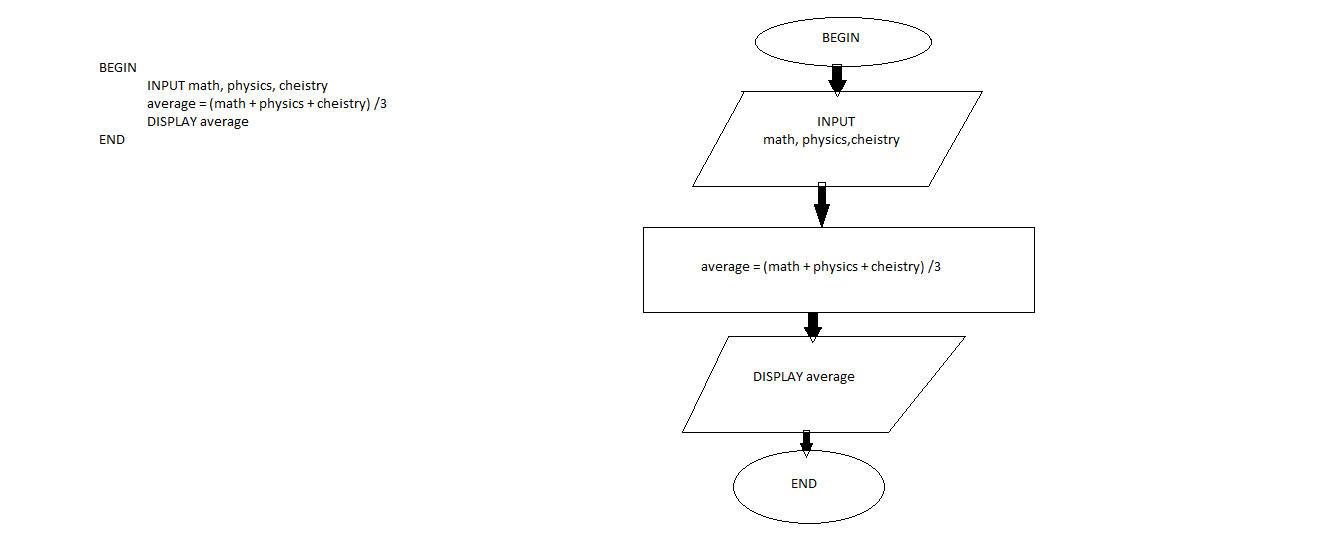 BEGIN
INPUT math, physics, cheistry
average = (math + physics + cheistry) /3
DISPLAY average
END
BEGIN
INPUT
math, physics,cheistry
average = (math + physics + cheistry) /3
DISPLAY average
END